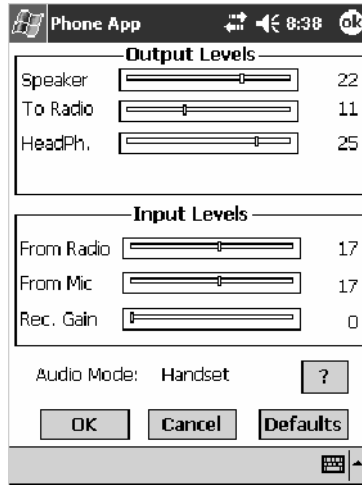 Phone App 8:38 ok
Output Levels
Speaker 22
To Radio 11
HeadPh. 25
Input Levels
From Radio 17
From Mic 17
Rec. Gain 0
Audio Mode: Handset ?
OK Cancel Defaults